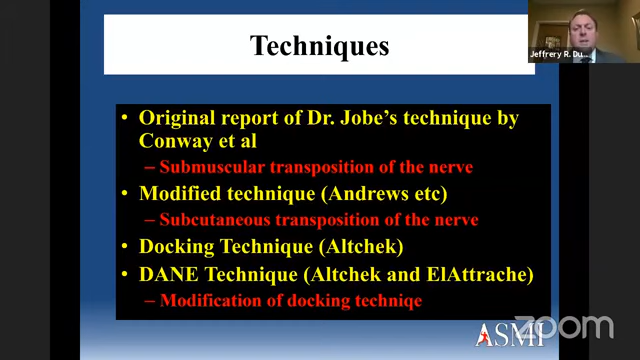 Techniques
Jeffrery R. Du...
• Original report of Dr. Jobe's technique by
Conway et al
– Submuscular transposition of the nerve
• Modified technique (Andrews etc)
– Subcutaneous transposition of the nerve
• Docking Technique (Altchek)
• DANE Technique (Altchek and ElAttrache)
– Modification of docking techniqe
ASMI
zoom